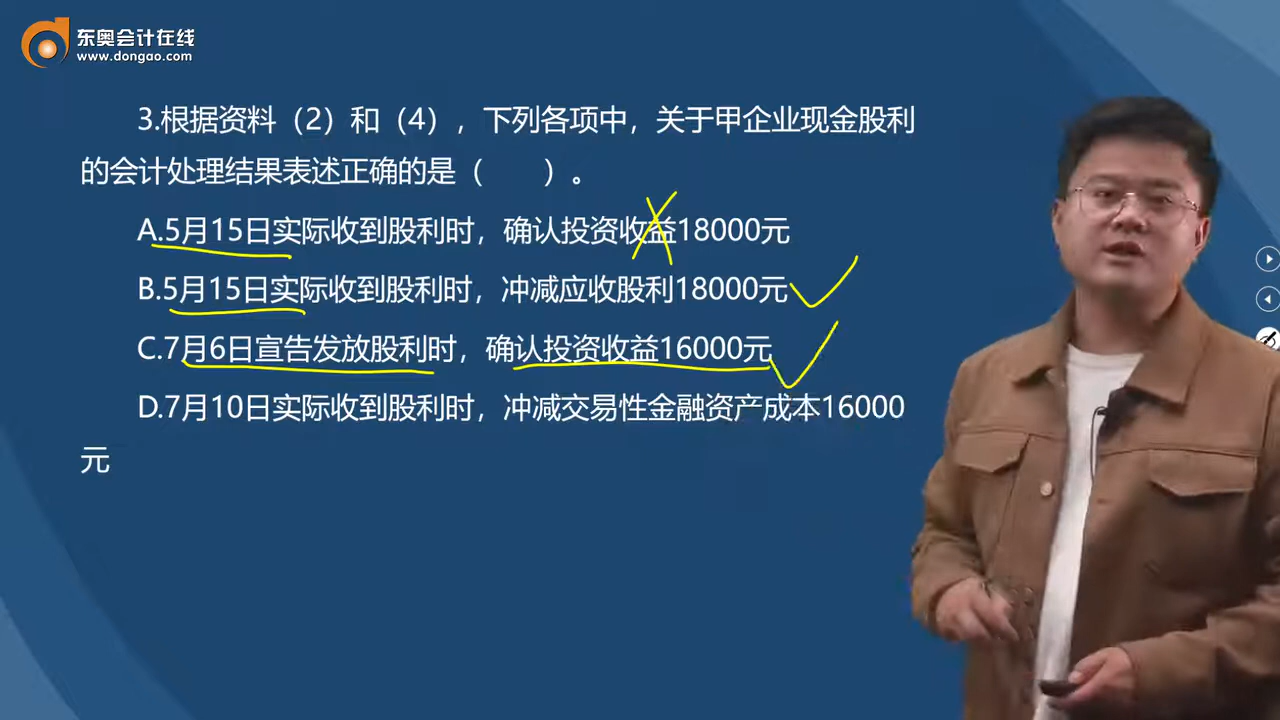 东奥会计在线
www.dongao.com
3.根据资料（2）和（4），下列各项中，关于甲企业现金股利
的会计处理结果表述正确的是（　　）。
A.5月15日实际收到股利时，确认投资收益18000元
B.5月15日实际收到股利时，冲减应收股利18000元
C.7月6日宣告发放股利时，确认投资收益16000元
D.7月10日实际收到股利时，冲减交易性金融资产成本16000
元